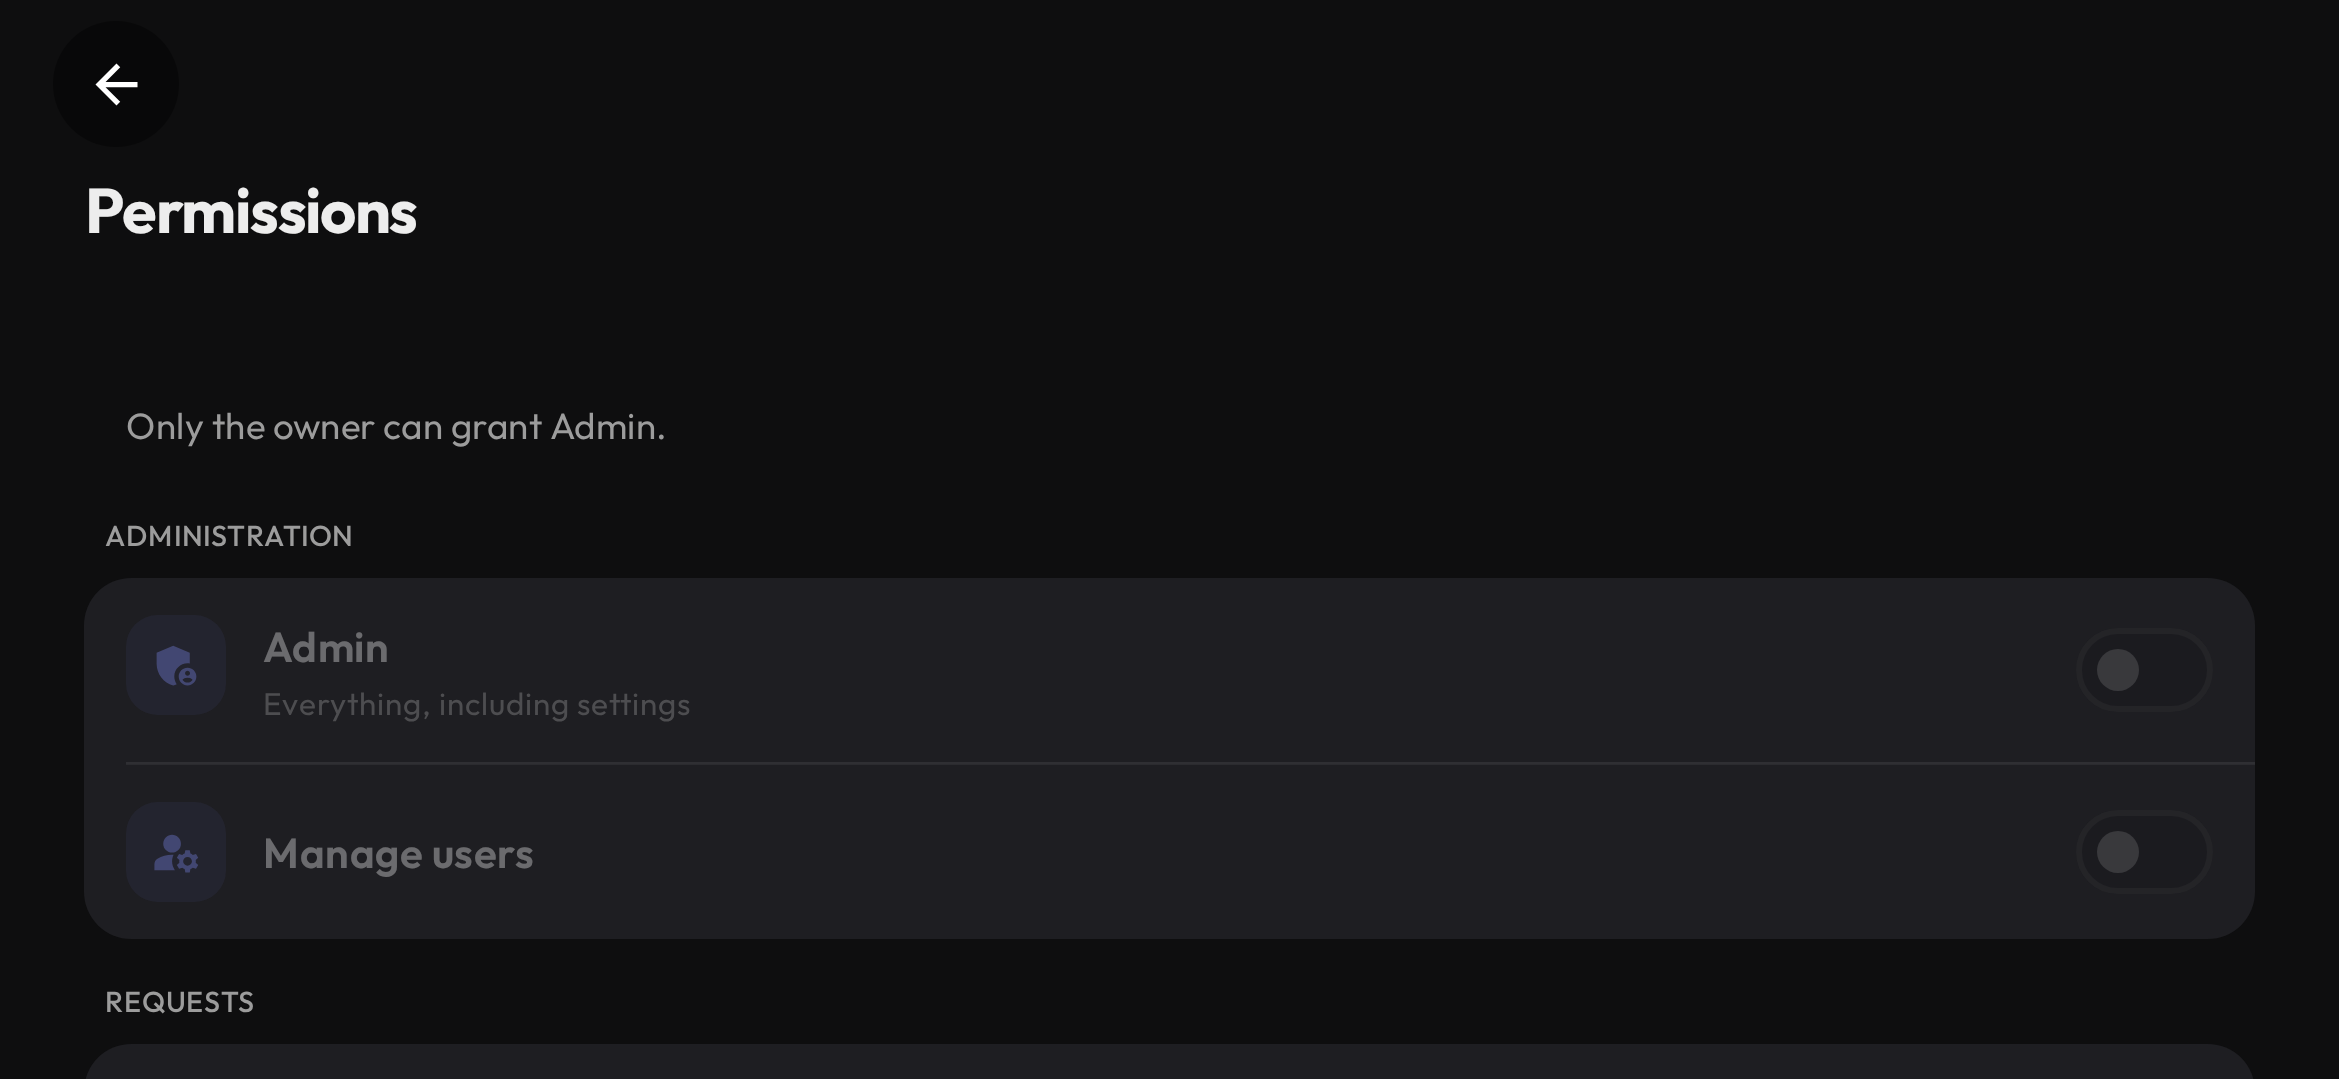 Permissions
Only the owner can grant Admin.
ADMINISTRATION
Admin
Everything, including settings
Manage users
REQUESTS